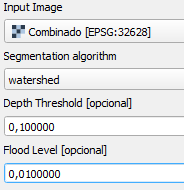 Input Image
Combinado [EPSG:32628]
Segmentation algorithm
watershed
Depth Threshold [opcional]
0,100000
Flood Level [opcional]
0,0100000